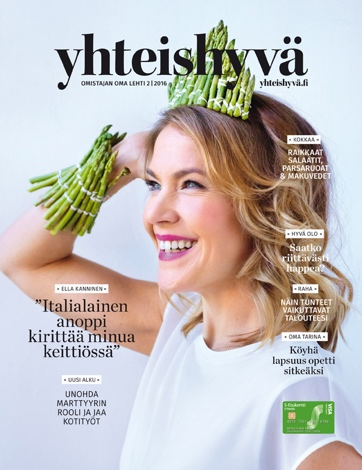 yhteishyvä
OMISTAJAN OMA LEHTI 2 | 2016
yhteishyvä.fi
• KOKKAA •
RAIKKAAT
SALAATIT,
PARSARUOAT
& MAKUVEDET
• HYVÄ OLO •
Saatko
riittävästi
happea?
• RAHA •
NÄIN TUNTEET
VAIKUTTAVAT
TALOUTEESI
• OMA TARINA •
Köyhä
lapsuus opetti
sitkeäksi
• ELLA KANNINEN •
”Italialainen
anoppi
kirittää minua
keittiössä”
• UUSI ALKU •
UNOHDA
MARTTYYRIN
ROOLI JA JAA
KOTITYÖT
S-Etukortti
VISA